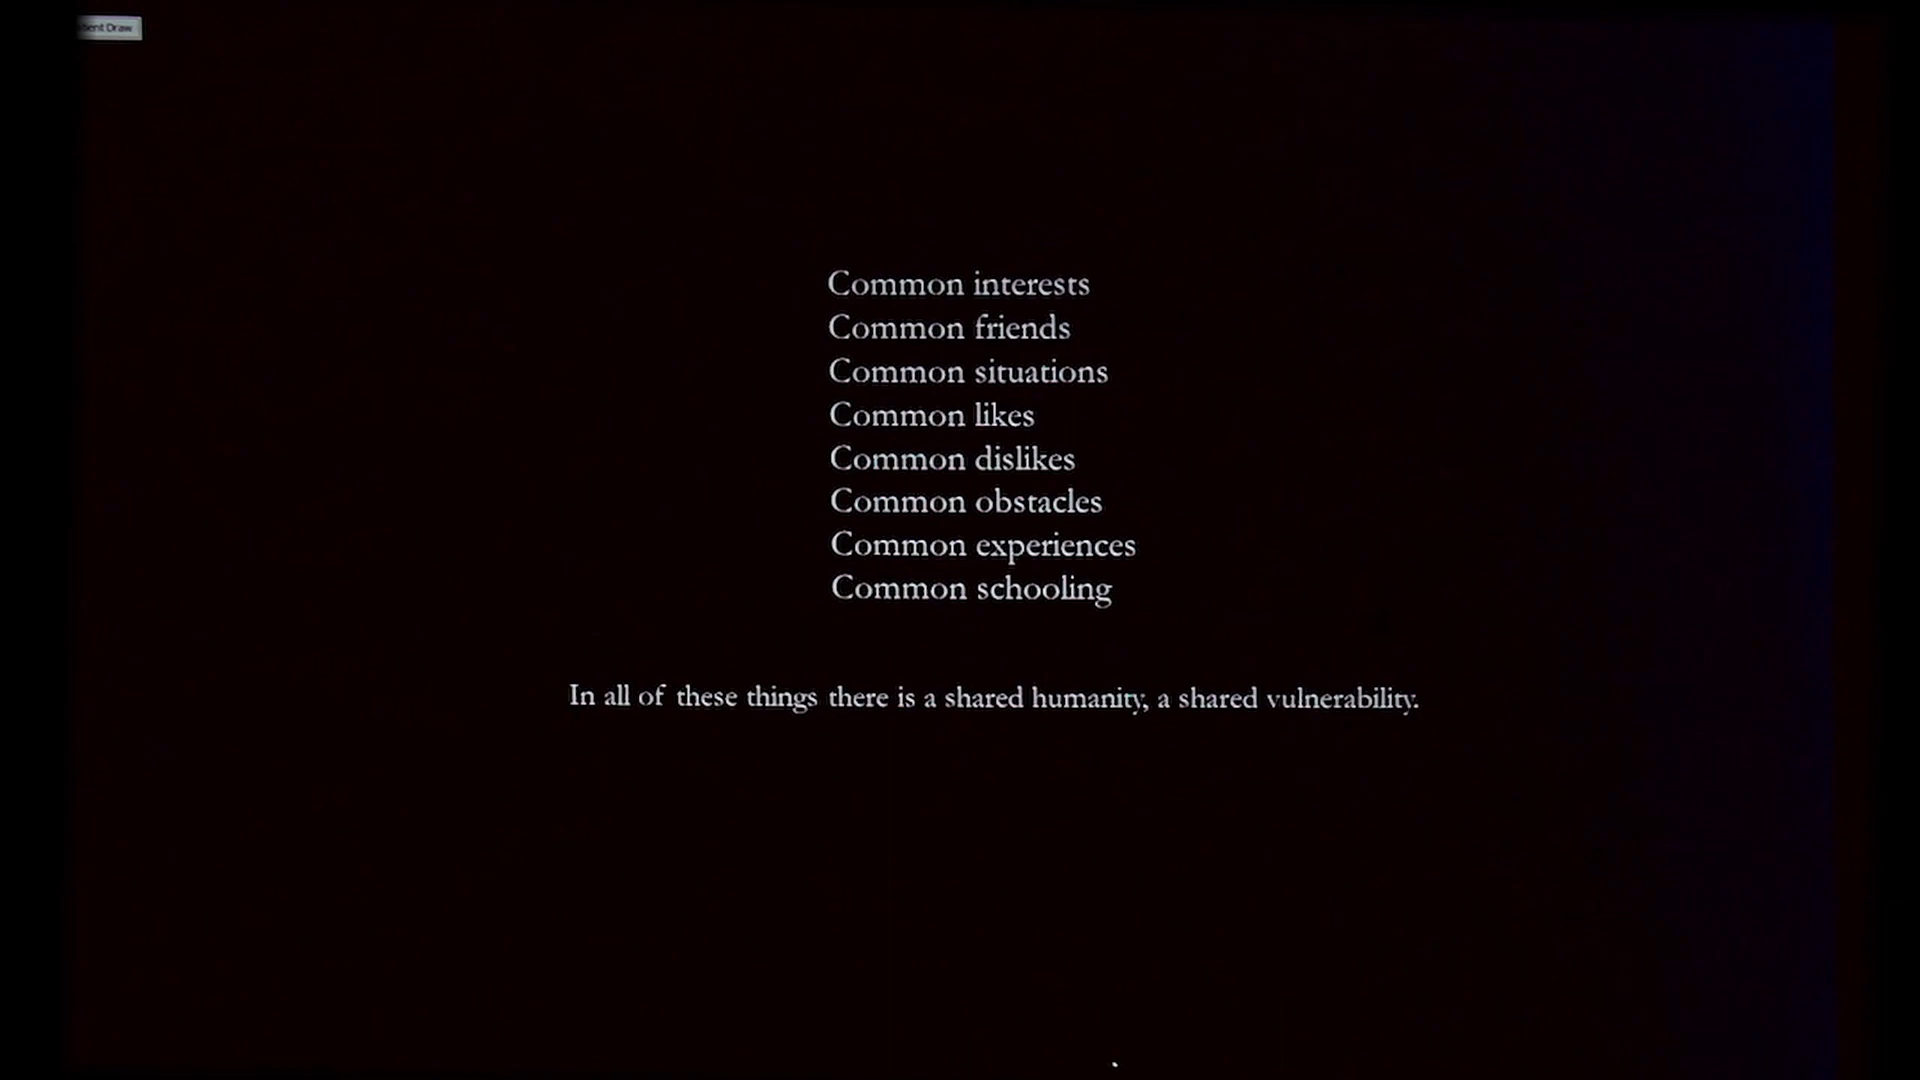 Draw
Common interests
Common friends
Common situations
Common likes
Common dislikes
Common obstacles
Common experiences
Common schooling
In all of these things there is a shared humanity, a shared vulnerability.